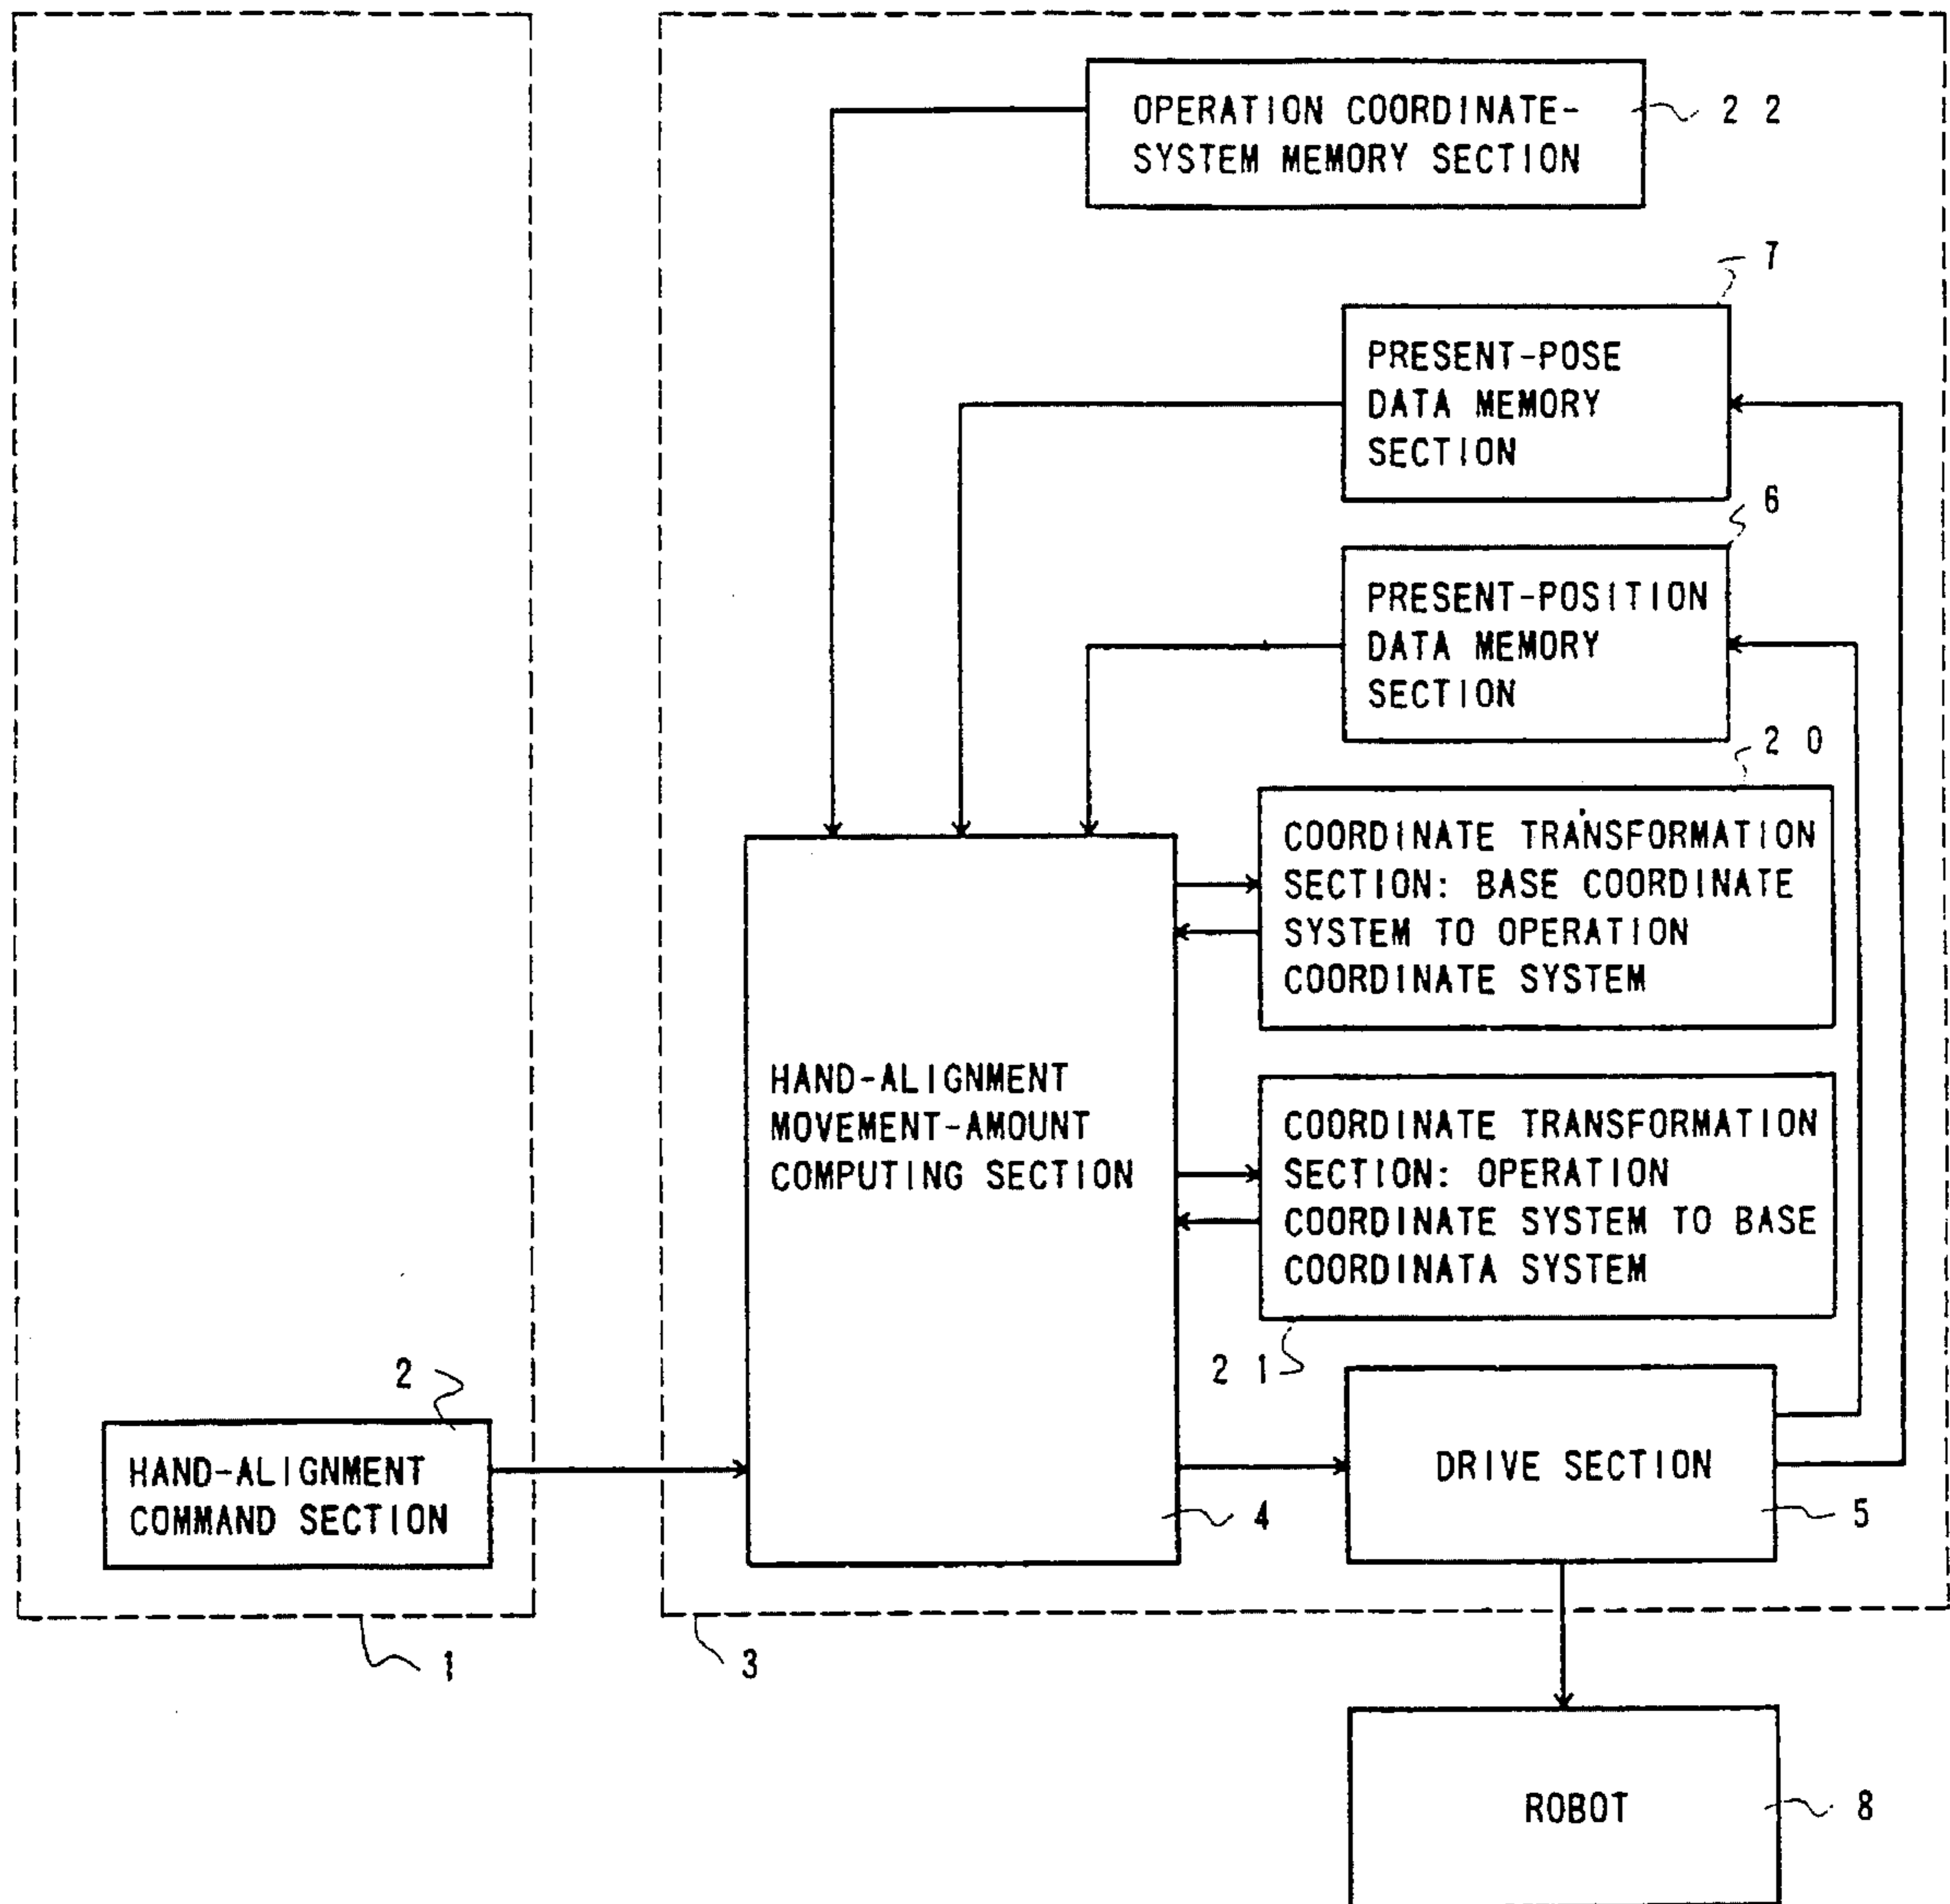 OPERATION COORDINATE-
SYSTEM MEMORY SECTION
2 2
7
PRESENT-POSE
DATA MEMORY
SECTION
6
PRESENT-POSITION
DATA MEMORY
SECTION
2 0
COORDINATE TRANSFORMATION
SECTION: BASE COORDINATE
SYSTEM TO OPERATION
COORDINATE SYSTEM
HAND-ALIGNMENT
MOVEMENT-AMOUNT
COMPUTING SECTION
COORDINATE TRANSFORMATION
SECTION: OPERATION
COORDINATE SYSTEM TO BASE
COORDINATA SYSTEM
2 1
2
HAND-ALIGNMENT
COMMAND SECTION
4
DRIVE SECTION
5
1
3
ROBOT
8